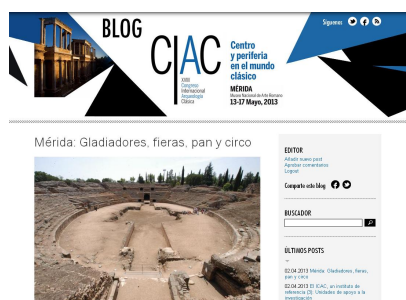 BLOG
Síguenos
CIAC
XVIII
Congreso
Internacional
Arqueología
Clásica
Centro
y periferia
en el mundo
clásico
MÉRIDA
Museo Nacional de Arte Romano
13-17 Mayo, 2013
Mérida: Gladiadores, fieras, pan y circo
EDITOR
Añadir nuevo post
Aprobar comentarios
Logout
Comparte este blog
BUSCADOR
ÚLTIMOS POSTS
02.04.2013 Mérida: Gladiadores, fieras,
pan y circo
02.04.2013 El ICAC, un instituto de
referencia (3): Unidades de apoyo a la
investigación